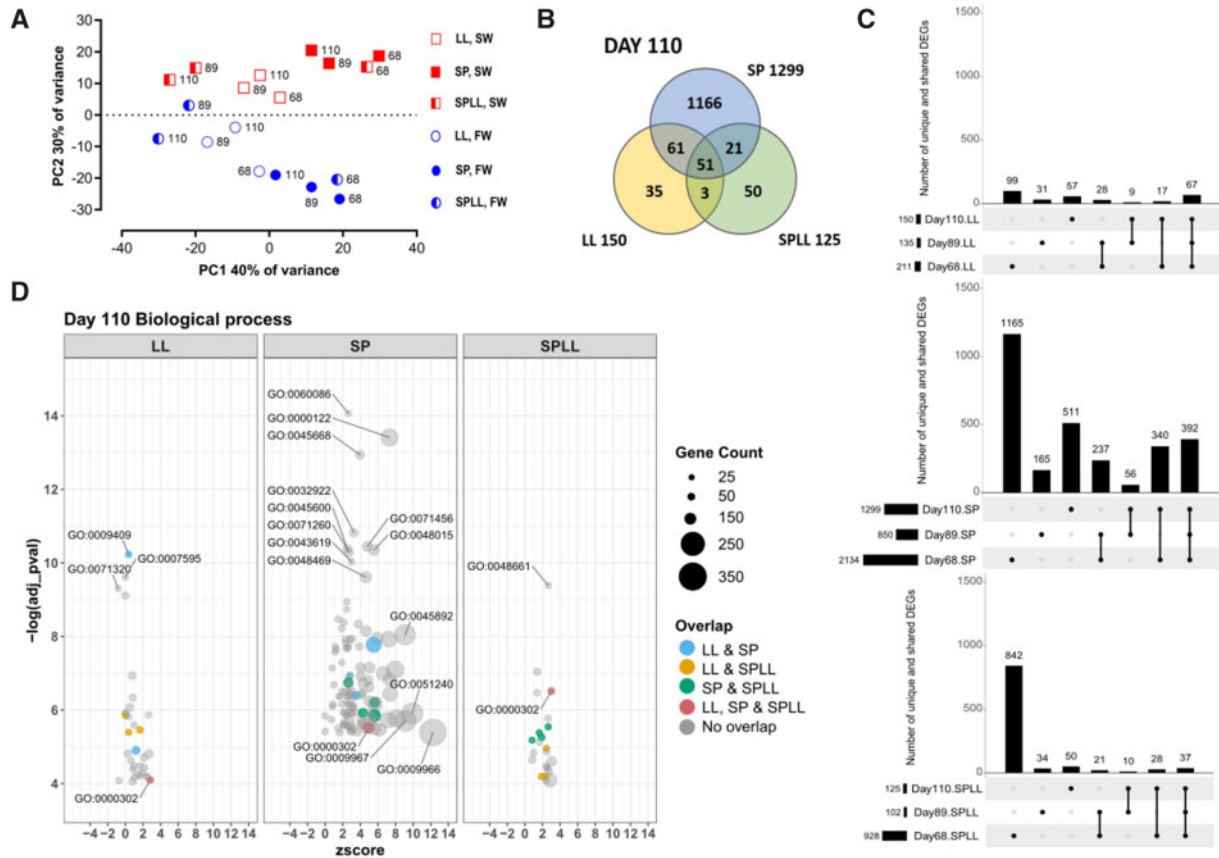 A
30
20
10
0
-10
-20
-30
PC2 30% of variance
-40
-20
0
20
40
PC1 40% of variance
110
89
89
110
68
110
89
68
68
89
110
89
110
68
110
89
68
68
LL, SW
SP, SW
SPLL, SW
LL, FW
SP, FW
SPLL, FW
B
DAY 110
SP 1299
1166
61
21
51
35
3
50
LL 150
SPLL 125
C
Number of unique and shared DEGs
1500
1000
500
0
99
31
57
28
9
17
67
150 Day110.LL
135 Day89.LL
211 Day68.LL
Number of unique and shared DEGs
1500
1000
500
0
1165
165
511
237
56
340
392
1299 Day110.SP
850 Day89.SP
2134 Day68.SP
Number of unique and shared DEGs
1500
1000
500
0
842
34
50
21
10
28
37
125 Day110.SPLL
102 Day89.SPLL
928 Day68.SPLL
D
Day 110 Biological process
LL
SP
SPLL
-log(adj_pval)
14
12
10
8
6
4
GO:0009409
GO:0007595
GO:0071320
GO:0000302
GO:0060086
GO:0000122
GO:0045668
GO:0032922
GO:0045600
GO:0071260
GO:0043619
GO:0048469
GO:0071456
GO:0048015
GO:0045892
GO:0051240
GO:0000302
GO:0009967
GO:0009966
GO:0048661
GO:0000302
−4 −2 0 2 4 6 8 10 12 14
−4 −2 0 2 4 6 8 10 12 14
−4 −2 0 2 4 6 8 10 12 14
zscore
Gene Count
25
50
150
250
350
Overlap
LL & SP
LL & SPLL
SP & SPLL
LL, SP & SPLL
No overlap